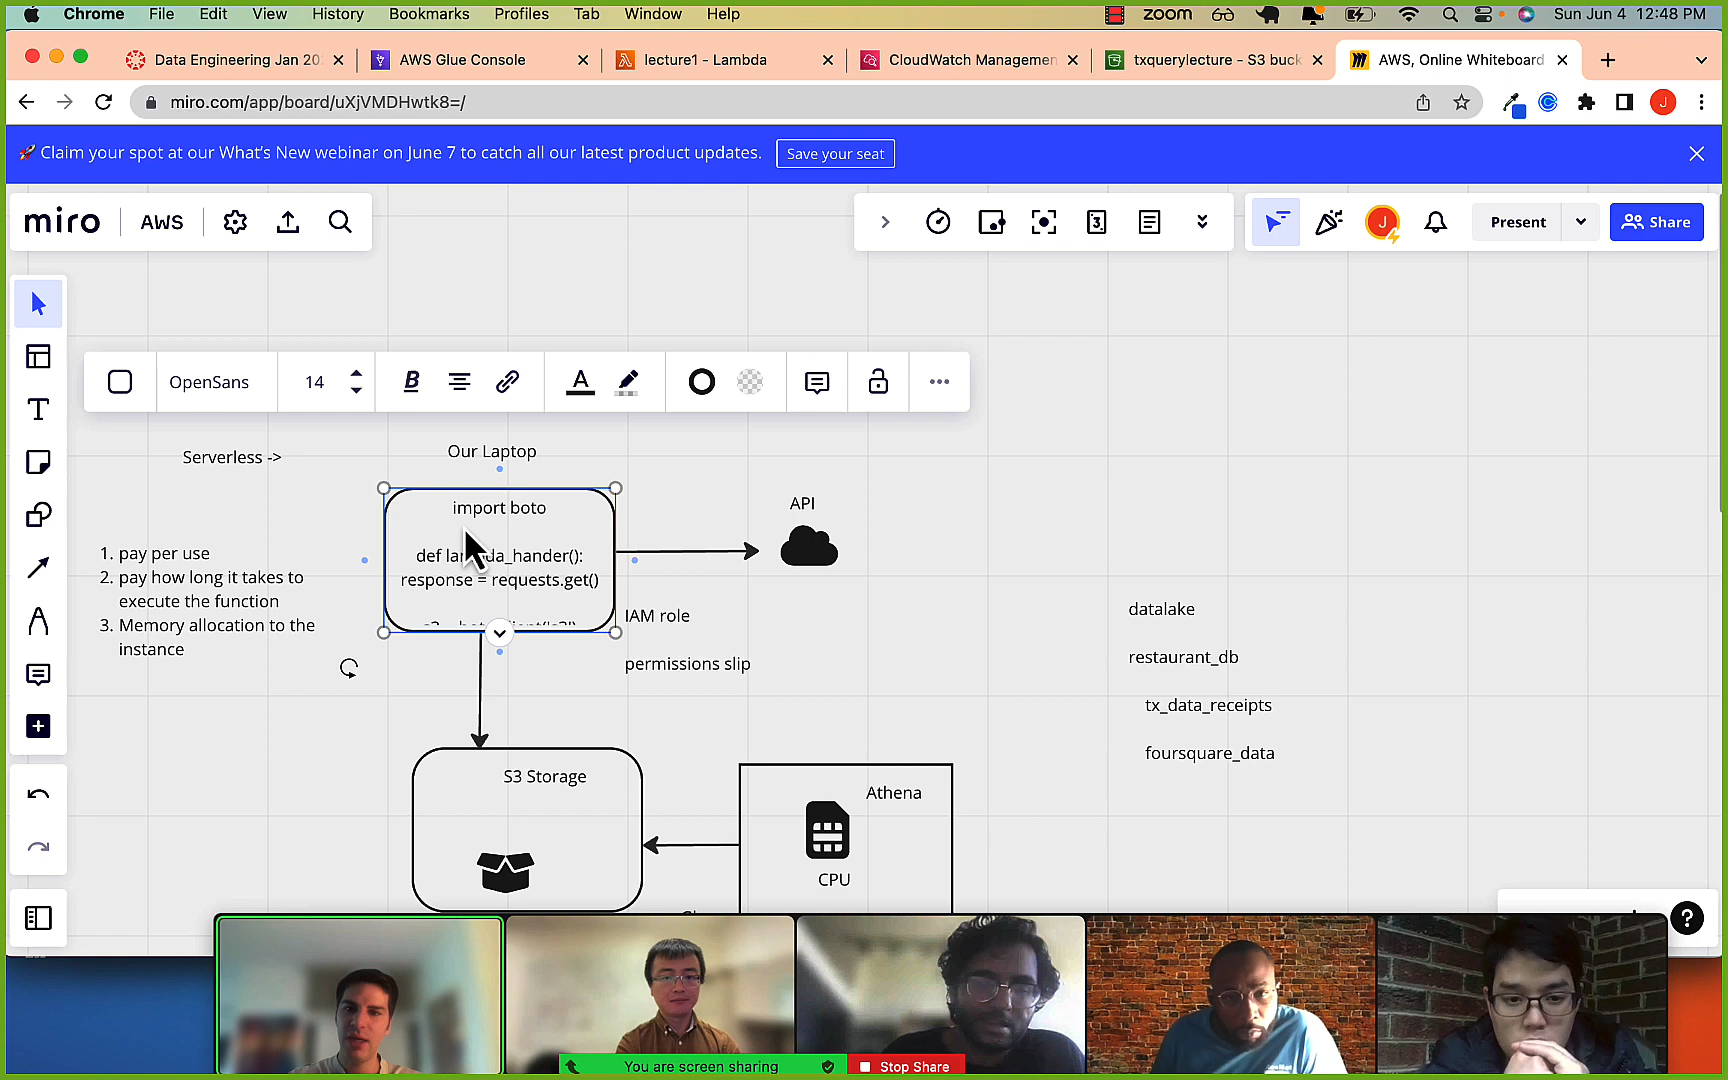 Chrome File Edit View History Bookmarks Profiles Tab Window Help zoom Sun Jun 4 12:48 PM
Data Engineering Jan 20 AWS Glue Console lecture1 - Lambda CloudWatch Managemen txquerylecture - S3 buck AWS, Online Whiteboard
miro.com/app/board/uXjVMDHwtk8=/ J
🚀 Claim your spot at our What's New webinar on June 7 to catch all our latest product updates. Save your seat
miro AWS 3 J Present Share
OpenSans 14 B A
Serverless ->
Our Laptop
import boto
def lambda_hander():
response = requests.get()
API
1. pay per use
2. pay how long it takes to
execute the function
3. Memory allocation to the
instance
IAM role
permissions slip
datalake
restaurant_db
tx_data_receipts
foursquare_data
S3 Storage
Athena
CPU
You are screen sharing Stop Share